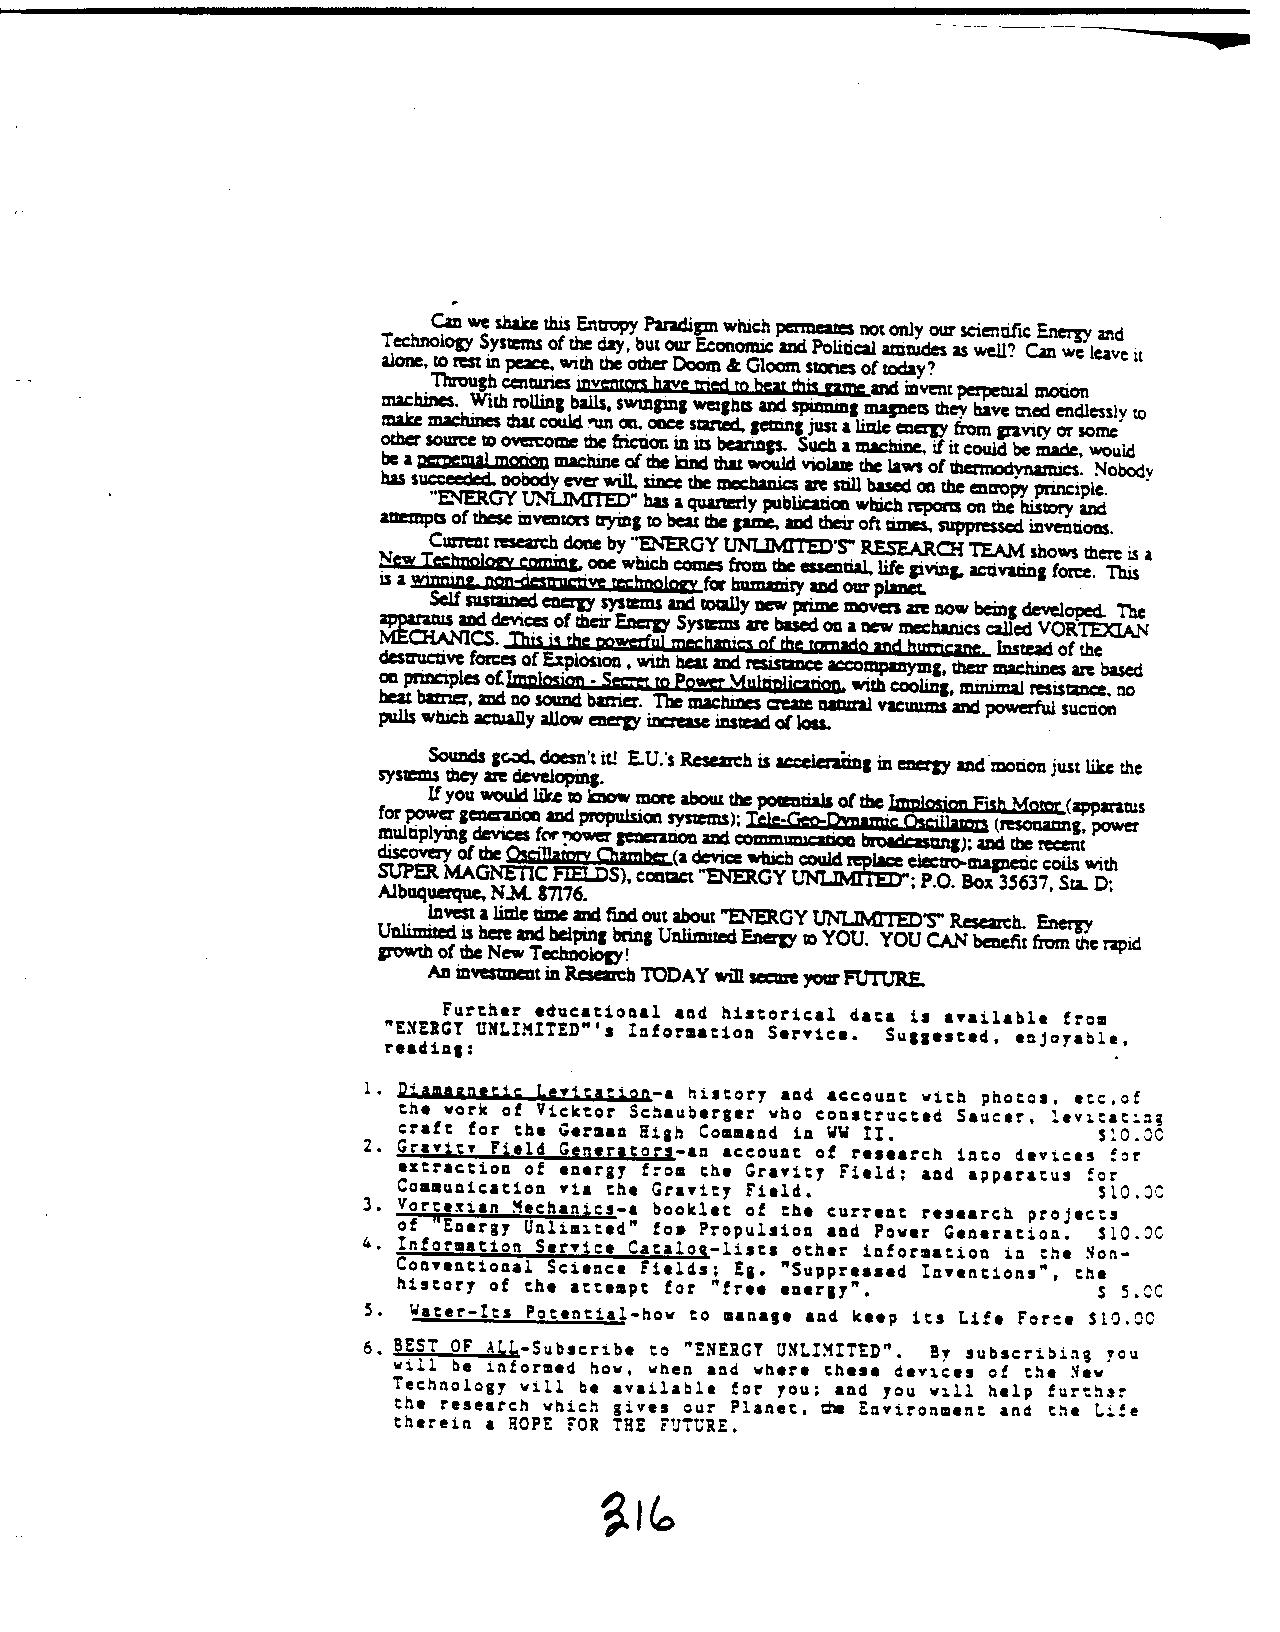 Can we shake this Entropy Paradigm which permeates not only our scientific Energy and
Technology Systems of the day, but our Economic and Political attitudes as well? Can we leave it
alone, to rest in peace, with the other Doom & Gloom stories of today?
Through centuries inventors have tried to beat this game and invent perpetual motion
machines. With rolling balls, swinging weights and spinning magnets they have tried endlessly to
make machines that could run on, once started, getting just a little energy from gravity or some
other source to overcome the friction in its bearings. Such a machine, if it could be made, would
be a perpetual motion machine of the kind that would violate the laws of thermodynamics. Nobody
has succeeded, nobody ever will, since the mechanics are still based on the entropy principle.
"ENERGY UNLIMITED" has a quarterly publication which reports on the history and
attempts of these inventors trying to beat the game, and their oft times, suppressed inventions.
Current research done by "ENERGY UNLIMITED'S" RESEARCH TEAM shows there is a
New Technology coming, one which comes from the essential, life giving, activating force. This
is a winning, non-destructive technology for humanity and our planet.
Self sustained energy systems and totally new prime movers are now being developed. The
apparatus and devices of their Energy Systems are based on a new mechanics called VORTEXIAN
MECHANICS. This is the powerful mechanics of the tornado and hurricane. Instead of the
destructive forces of Explosion , with heat and resistance accompanying, their machines are based
on principles of Implosion - Secret to Power Multiplication, with cooling, minimal resistance, no
heat barrier, and no sound barrier. The machines create natural vacuums and powerful suction
pulls which actually allow energy increase instead of loss.
Sounds good, doesn't it! E.U.'s Research is accelerating in energy and motion just like the
systems they are developing.
If you would like to know more about the potentials of the Implosion Fish Motor (apparatus
for power generation and propulsion systems); Tele-Geo-Dynamic Oscillators (resonating, power
multiplying devices for power generation and communication broadcasting); and the recent
discovery of the Oscillatory Chamber (a device which could replace electro-magnetic coils with
SUPER MAGNETIC FIELDS), contact "ENERGY UNLIMITED"; P.O. Box 35637, Sta. D;
Albuquerque, N.M. 87176.
Invest a little time and find out about "ENERGY UNLIMITED'S" Research. Energy
Unlimited is here and helping bring Unlimited Energy to YOU. YOU CAN benefit from the rapid
growth of the New Technology!
An investment in Research TODAY will secure your FUTURE.
Further educational and historical data is available from
"ENERGY UNLIMITED"'s Information Service. Suggested, enjoyable,
reading:
1. Diamagnetic Levitation-a history and account with photos, etc.of
the work of Vicktor Schauberger who constructed Saucer, levitating
craft for the German High Command in WW II. $10.00
2. Gravity Field Generators-an account of research into devices for
extraction of energy from the Gravity Field; and apparatus for
Communication via the Gravity Field. $10.00
3. Vortexian Mechanics-a booklet of the current research projects
of "Energy Unlimited" for Propulsion and Power Generation. $10.00
4. Information Service Catalog-lists other information in the Non-
Conventional Science Fields; Eg. "Suppressed Inventions", the
history of the attempt for "free energy". $ 5.00
5. Water-Its Potential-how to manage and keep its Life Force $10.00
6. BEST OF ALL-Subscribe to "ENERGY UNLIMITED". By subscribing you
will be informed how, when and where these devices of the New
Technology will be available for you; and you will help further
the research which gives our Planet, the Environment and the Life
therein a HOPE FOR THE FUTURE.
316